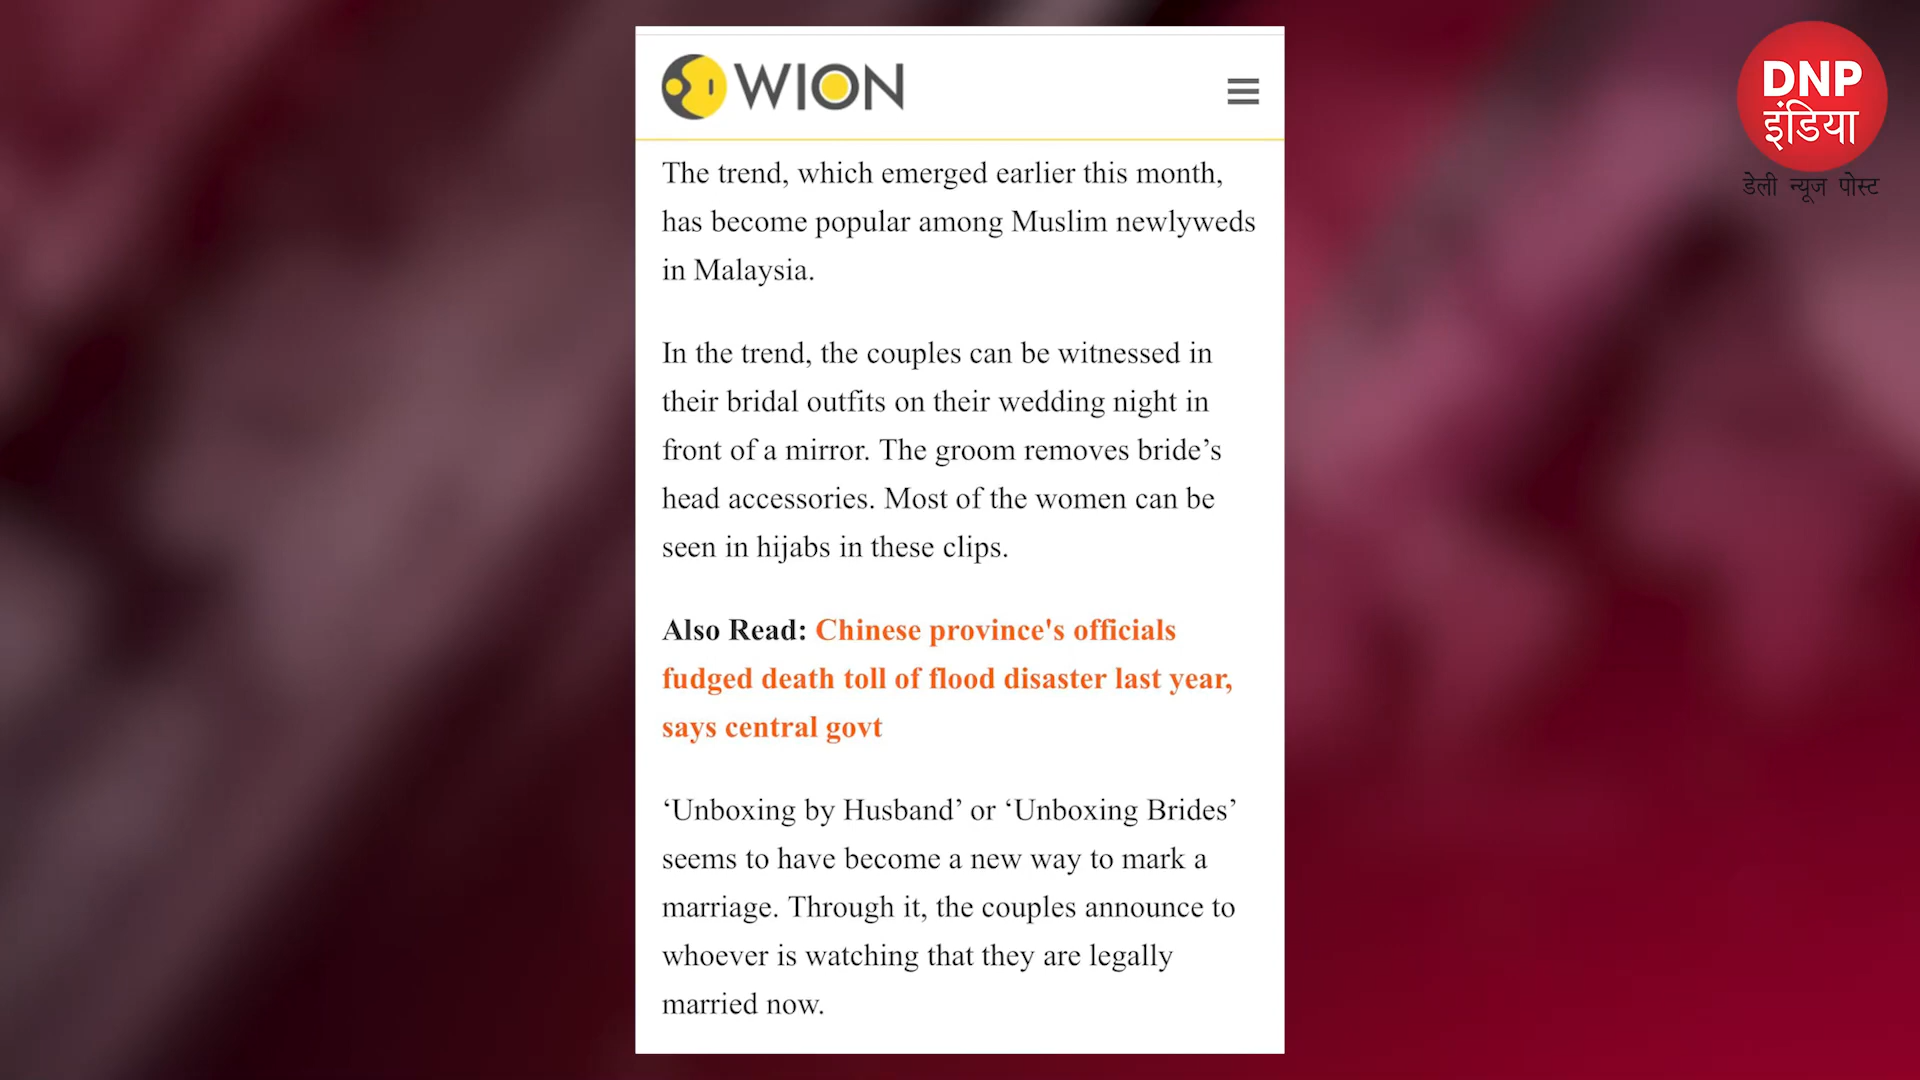 WION
DNP
इंडिया
डेली न्यूज पोस्ट
The trend, which emerged earlier this month,
has become popular among Muslim newlyweds
in Malaysia.
In the trend, the couples can be witnessed in
their bridal outfits on their wedding night in
front of a mirror. The groom removes bride’s
head accessories. Most of the women can be
seen in hijabs in these clips.
Also Read: Chinese province's officials
fudged death toll of flood disaster last year,
says central govt
‘Unboxing by Husband’ or ‘Unboxing Brides’
seems to have become a new way to mark a
marriage. Through it, the couples announce to
whoever is watching that they are legally
married now.